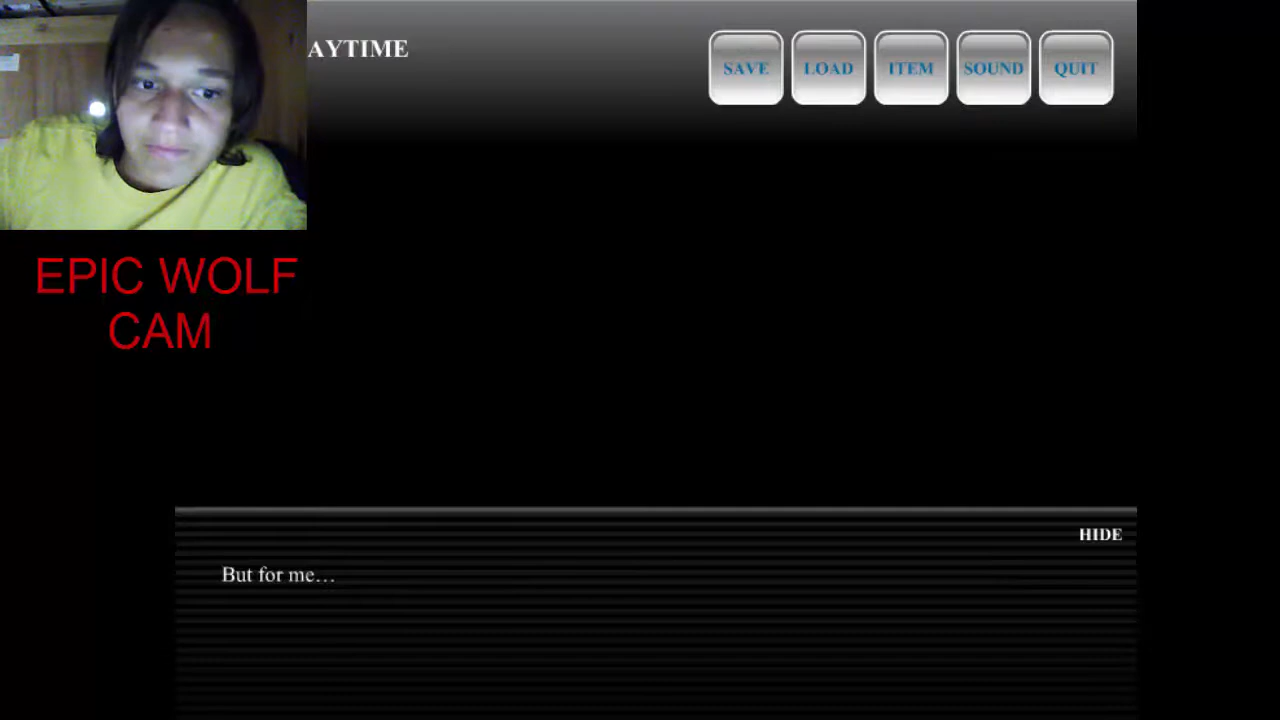 AYTIME
SAVE LOAD ITEM SOUND QUIT
EPIC WOLF
CAM
HIDE
But for me…